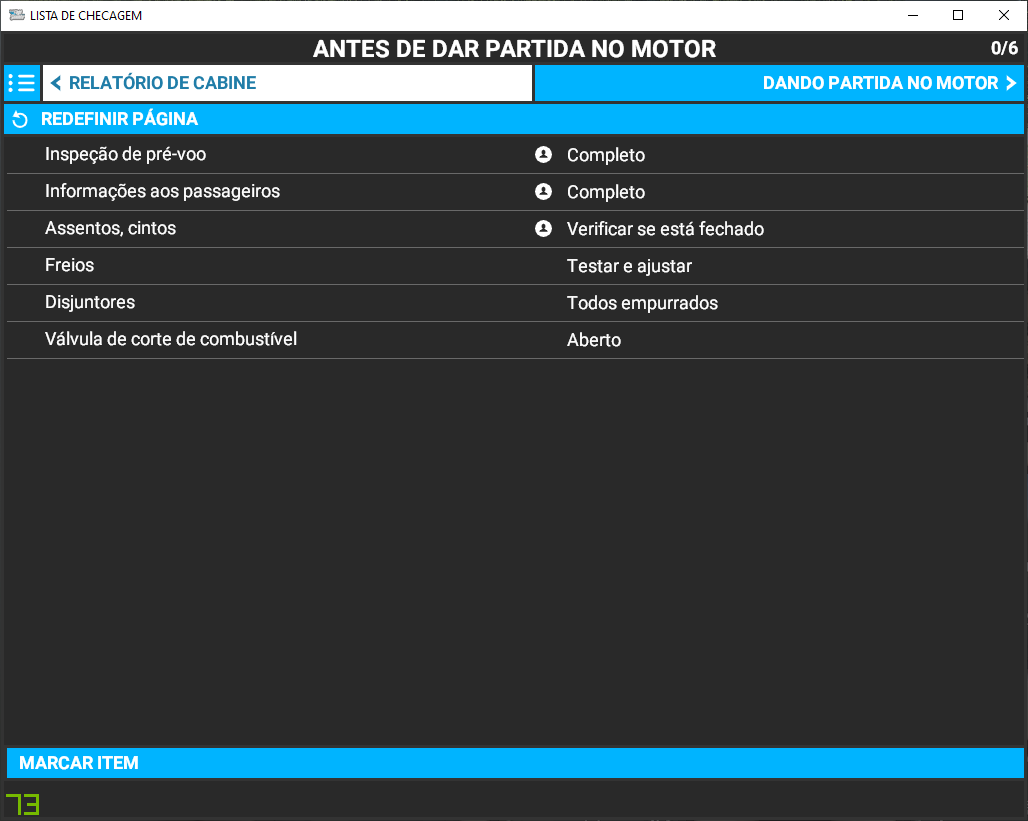 LISTA DE CHECAGEM
ANTES DE DAR PARTIDA NO MOTOR 0/6
RELATÓRIO DE CABINE DANDO PARTIDA NO MOTOR
REDEFINIR PÁGINA
Inspeção de pré-voo Completo
Informações aos passageiros Completo
Assentos, cintos Verificar se está fechado
Freios Testar e ajustar
Disjuntores Todos empurrados
Válvula de corte de combustível Aberto
MARCAR ITEM
73